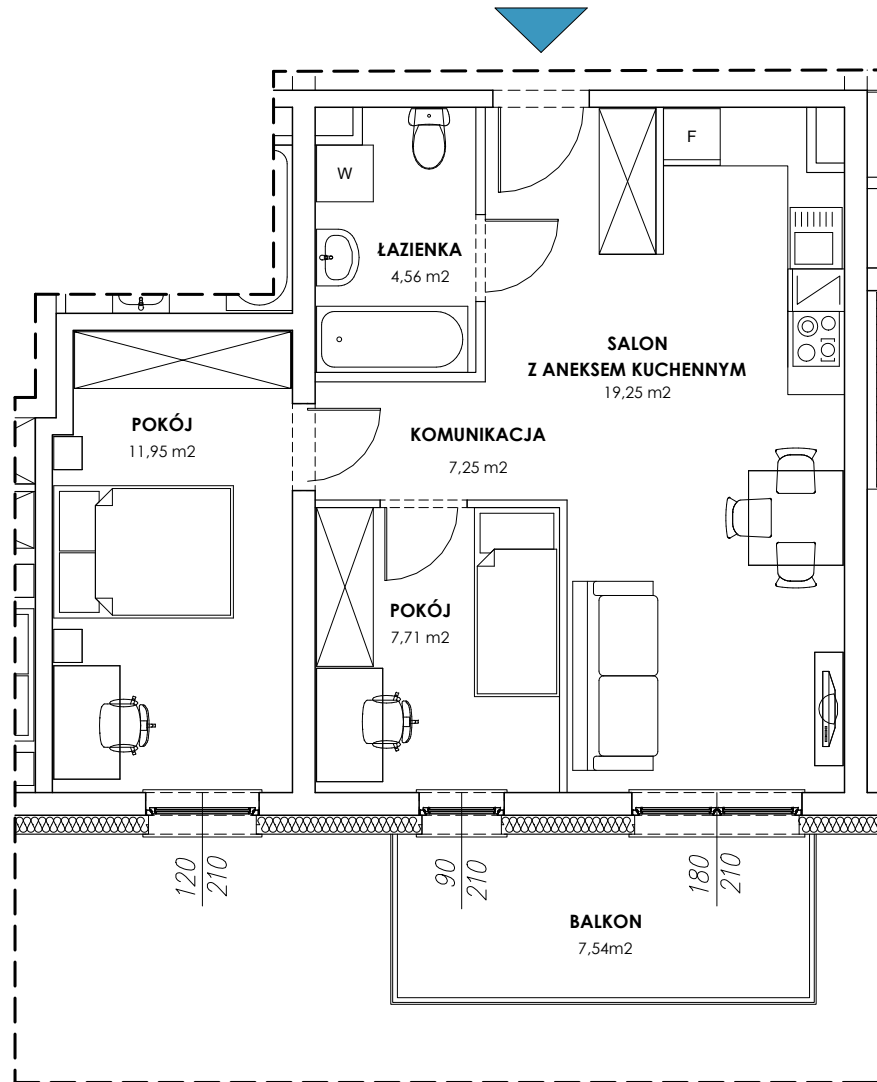 F
W
ŁAZIENKA
4,56 m2
SALON
Z ANEKSEM KUCHENNYM
19,25 m2
POKÓJ
11,95 m2
KOMUNIKACJA
7,25 m2
POKÓJ
7,71 m2
120
210
90
210
180
210
BALKON
7,54m2